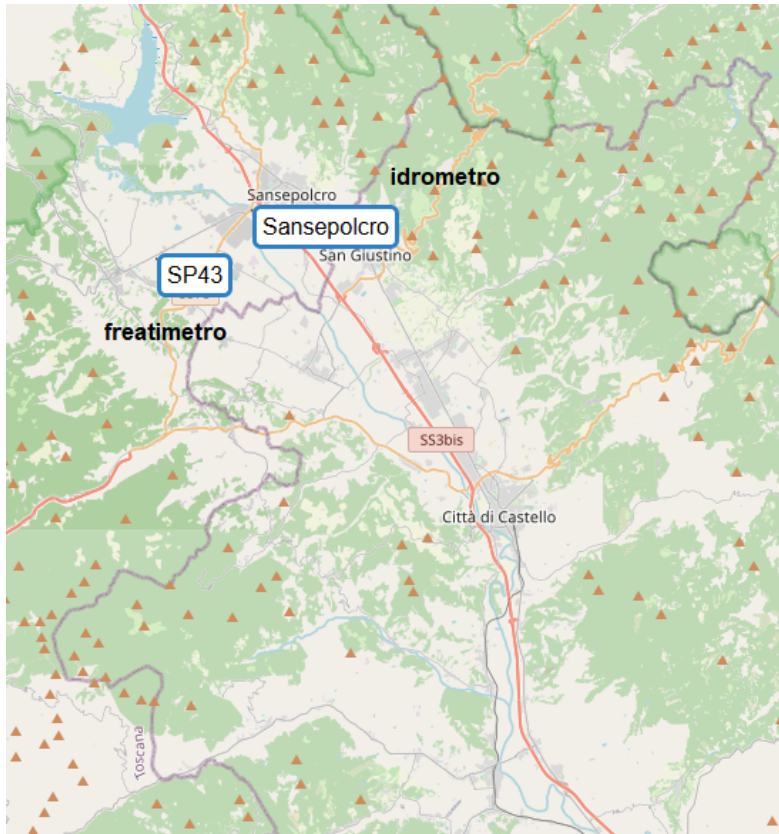 idrometro
Sansepolcro
Sansepolcro
San Giustino
SP43
freatimetro
SS3bis
Città di Castello
Toscana